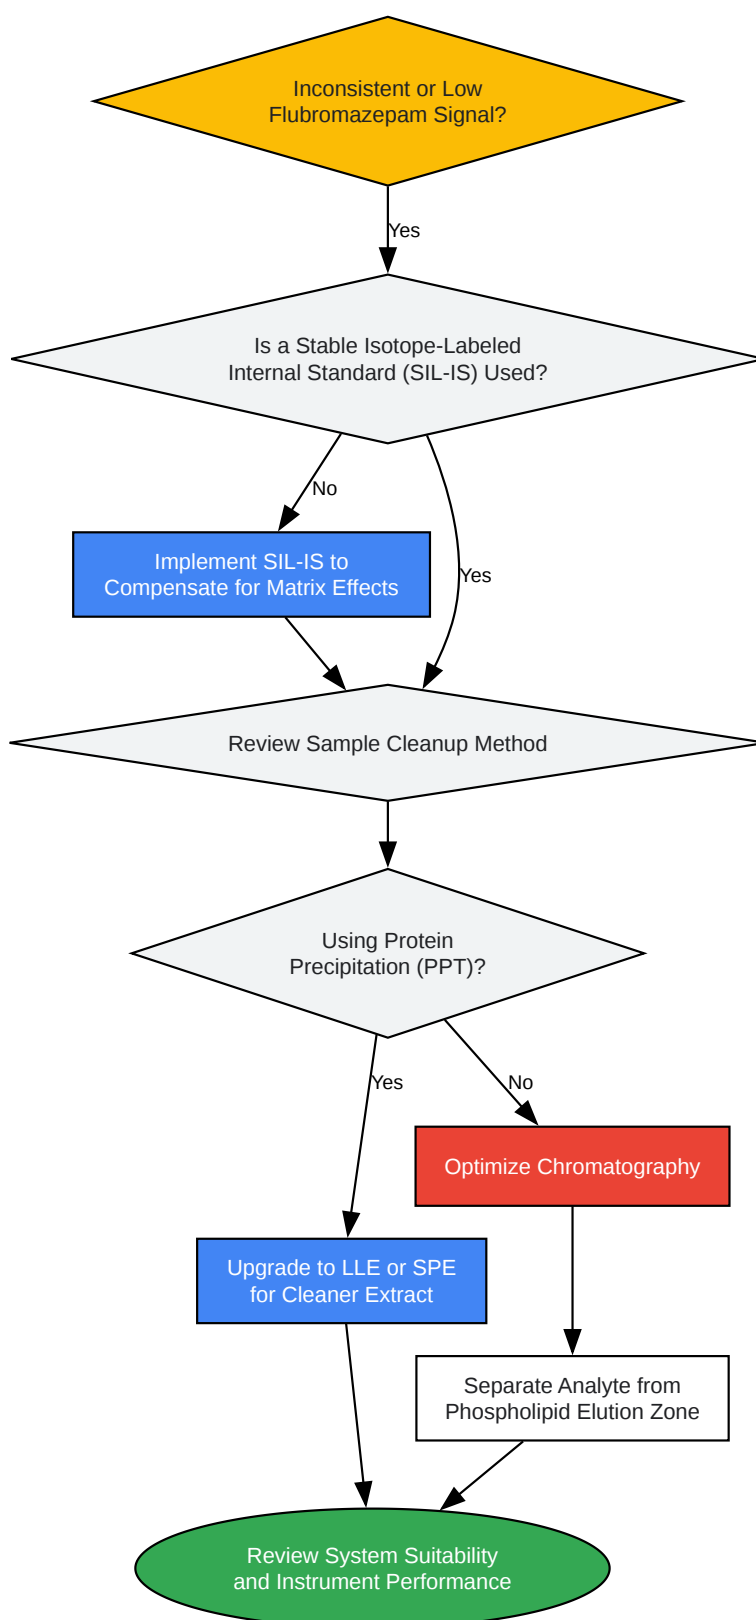 Inconsistent or Low
Flubromazepam Signal?
Yes
Is a Stable Isotope-Labeled
Internal Standard (SIL-IS) Used?
No
Implement SIL-IS to
Compensate for Matrix Effects
Yes
Review Sample Cleanup Method
Using Protein
Precipitation (PPT)?
Yes
No
Optimize Chromatography
Upgrade to LLE or SPE
for Cleaner Extract
Separate Analyte from
Phospholipid Elution Zone
Review System Suitability
and Instrument Performance